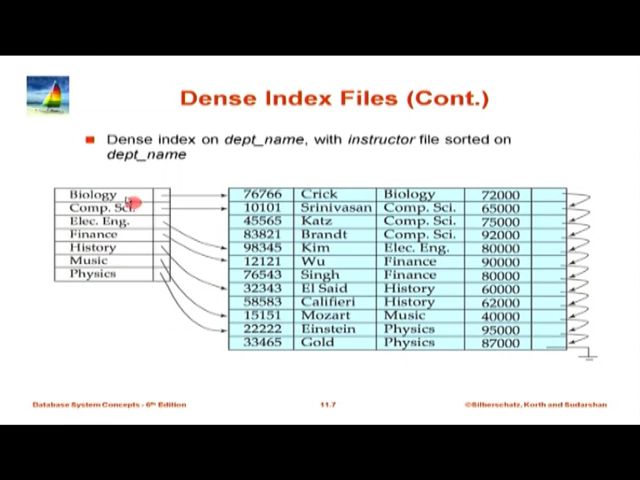 Dense Index Files (Cont.)
Dense index on dept_name, with instructor file sorted on
dept_name
Biology
Comp. Sci.
Elec. Eng.
Finance
History
Music
Physics
76766 Crick Biology 72000
10101 Srinivasan Comp. Sci. 65000
45565 Katz Comp. Sci. 75000
83821 Brandt Comp. Sci. 92000
98345 Kim Elec. Eng. 80000
12121 Wu Finance 90000
76543 Singh Finance 80000
32343 El Said History 60000
58583 Califieri History 62000
15151 Mozart Music 40000
22222 Einstein Physics 95000
33465 Gold Physics 87000
Database System Concepts - 6th Edition
11.7
©Silberschatz, Korth and Sudarshan